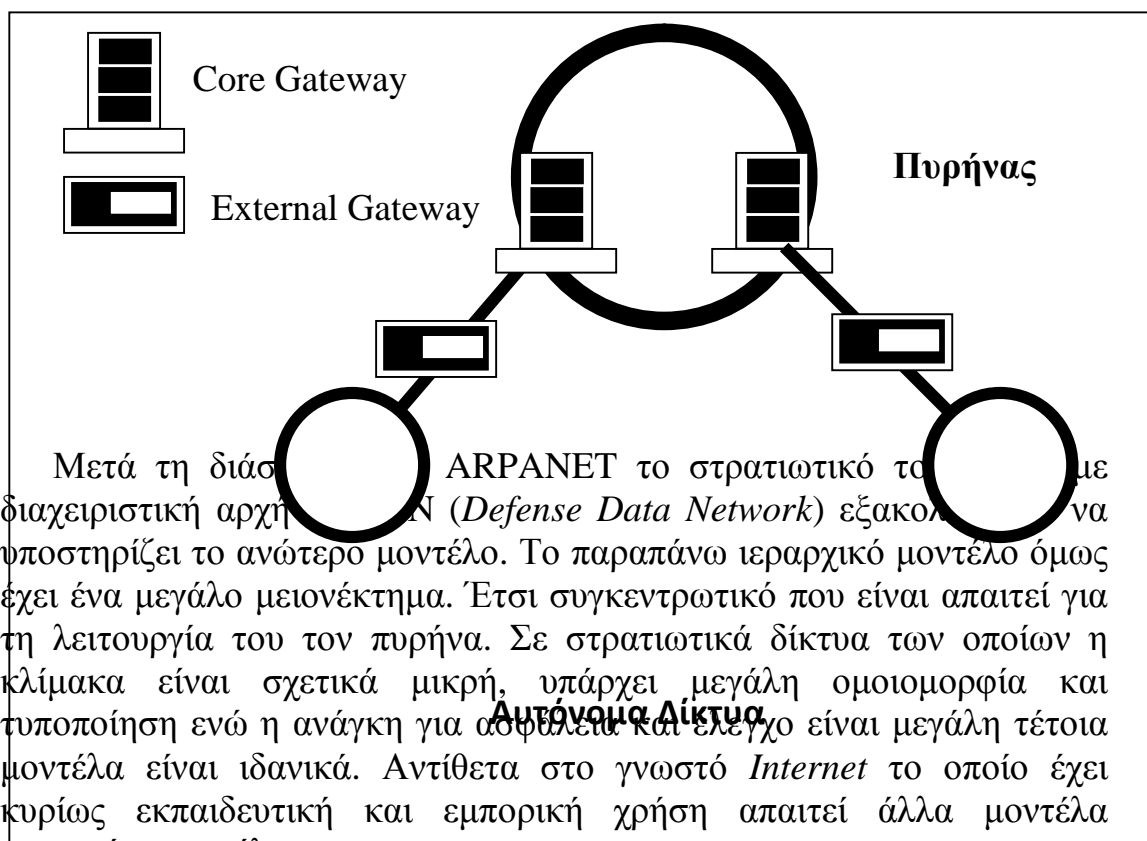 Core Gateway
Πυρήνας
External Gateway
Μετά τη διάσ ARPANET το στρατιωτικό το με
διαχειριστική αρχή N (Defense Data Network) εξακολ να
υποστηρίζει το ανώτερο μοντέλο. Το παραπάνω ιεραρχικό μοντέλο όμως
έχει ένα μεγάλο μειονέκτημα. Έτσι συγκεντρωτικό που είναι απαιτεί για
τη λειτουργία του τον πυρήνα. Σε στρατιωτικά δίκτυα των οποίων η
κλίμακα είναι σχετικά μικρή, υπάρχει μεγάλη ομοιομορφία και
τυποποίηση ενώ η ανάγκη για ασφάλεια και έλεγχο είναι μεγάλη τέτοια
Αυτόνομα Δίκτυα
μοντέλα είναι ιδανικά. Αντίθετα στο γνωστό Internet το οποίο έχει
κυρίως εκπαιδευτική και εμπορική χρήση απαιτεί άλλα μοντέλα